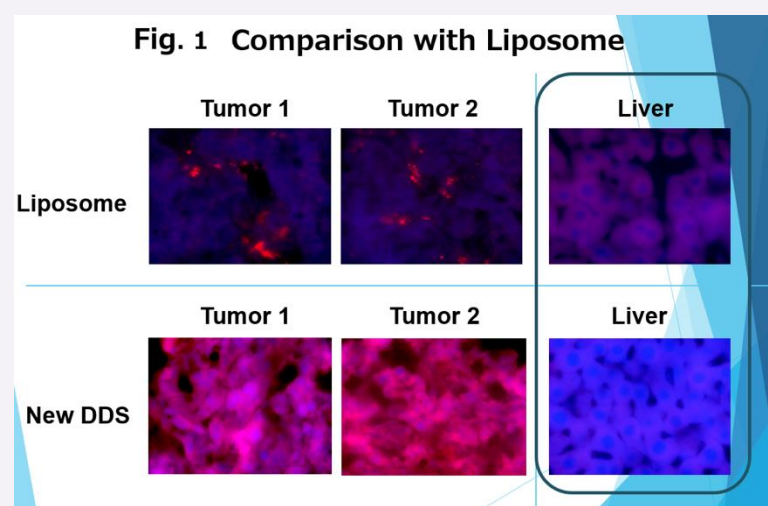 Fig. 1 Comparison with Liposome
Tumor 1 Tumor 2 Liver
Liposome
Tumor 1 Tumor 2 Liver
New DDS